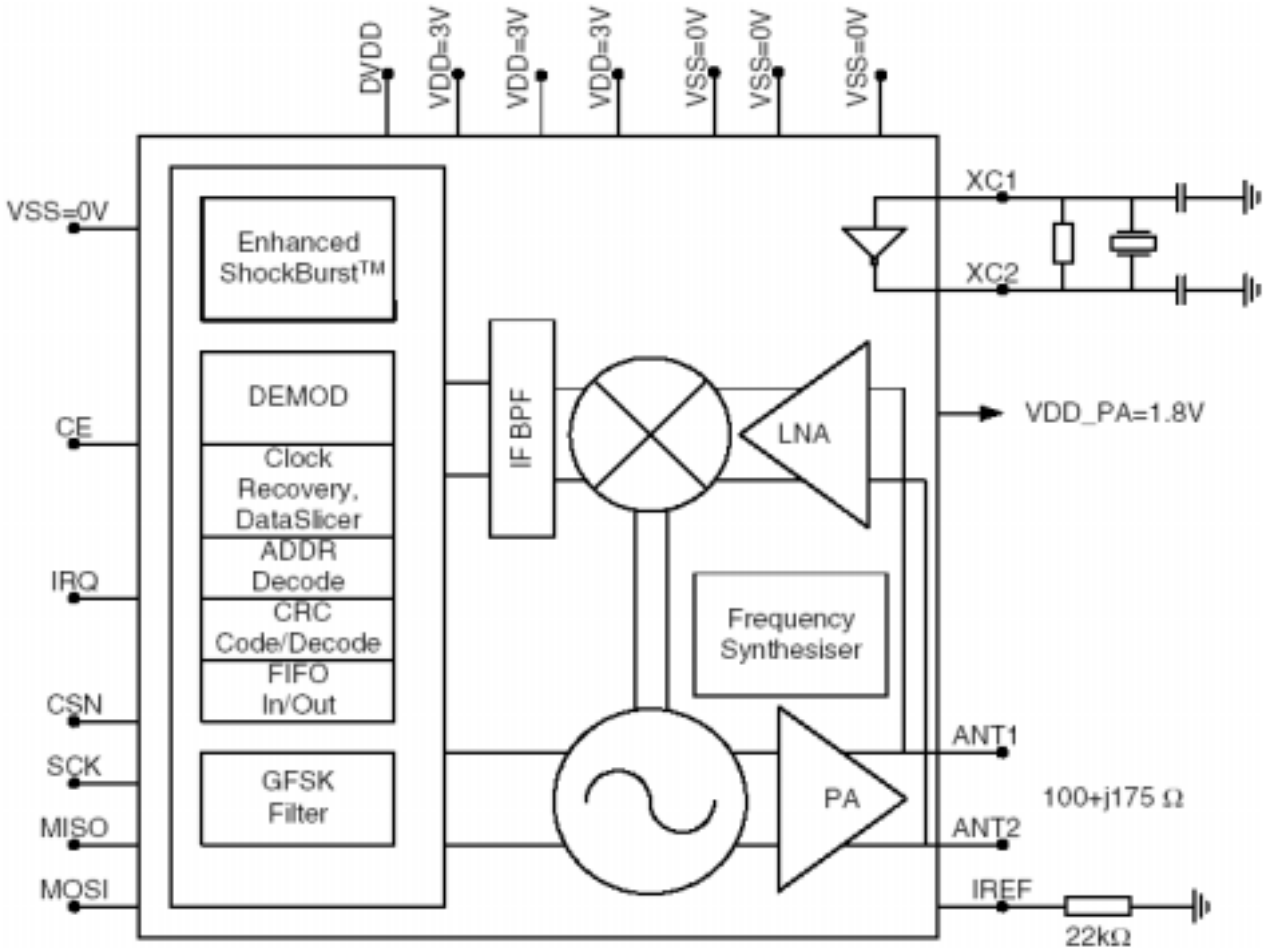 DVDD
VDD=3V
VDD=3V
VDD=3V
VSS=0V
VSS=0V
VSS=0V
VSS=0V
CE
IRQ
CSN
SCK
MISO
MOSI
Enhanced
ShockBurst™
DEMOD
Clock
Recovery,
DataSlicer
ADDR
Decode
CRC
Code/Decode
FIFO
In/Out
GFSK
Filter
IF BPF
LNA
Frequency
Synthesiser
PA
XC1
XC2
VDD_PA=1.8V
ANT1
100+j175 Ω
ANT2
IREF
22kΩ